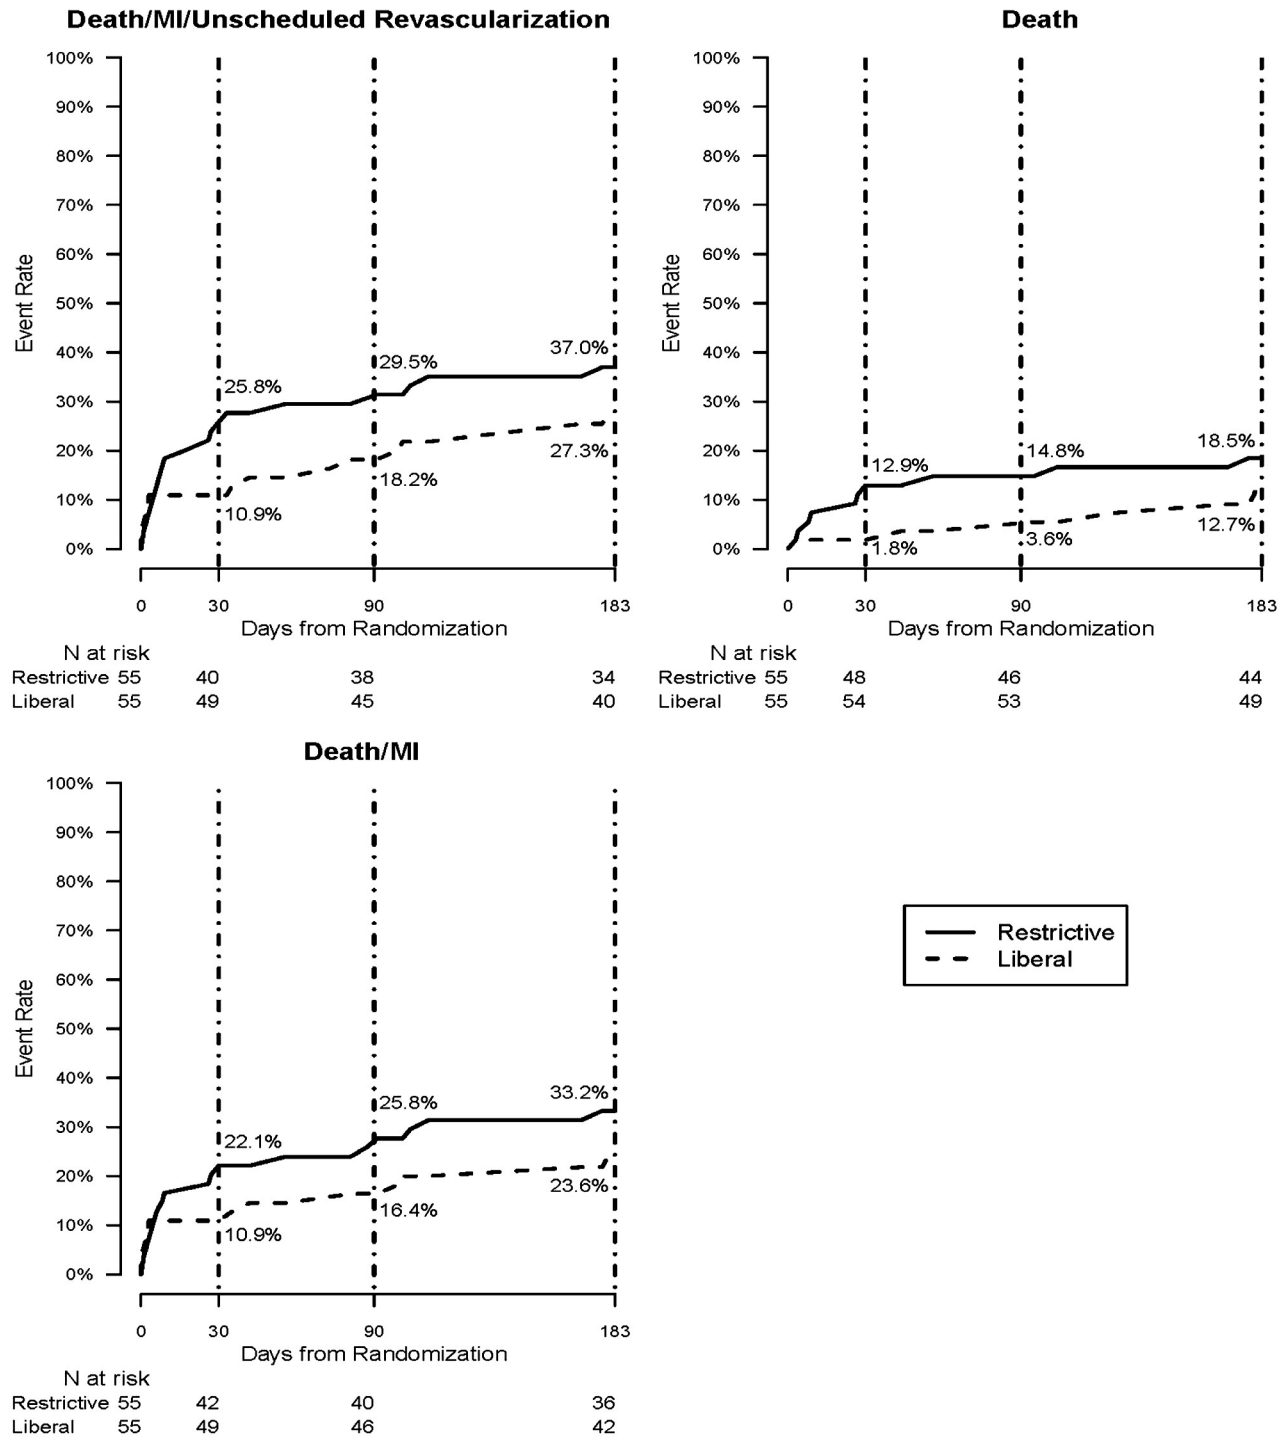 Death/MI/Unscheduled Revascularization
100%
90%
80%
70%
60%
50%
40%
30%
20%
10%
0%
Event Rate
25.8%
29.5%
37.0%
10.9%
18.2%
27.3%
0 30 90 183
Days from Randomization
N at risk
Restrictive 55 40 38 34
Liberal 55 49 45 40
Death
100%
90%
80%
70%
60%
50%
40%
30%
20%
10%
0%
Event Rate
12.9%
14.8%
18.5%
1.8%
3.6%
12.7%
0 30 90 183
Days from Randomization
N at risk
Restrictive 55 48 46 44
Liberal 55 54 53 49
Death/MI
100%
90%
80%
70%
60%
50%
40%
30%
20%
10%
0%
Event Rate
22.1%
25.8%
33.2%
10.9%
16.4%
23.6%
0 30 90 183
Days from Randomization
N at risk
Restrictive 55 42 40 36
Liberal 55 49 46 42
Restrictive
Liberal